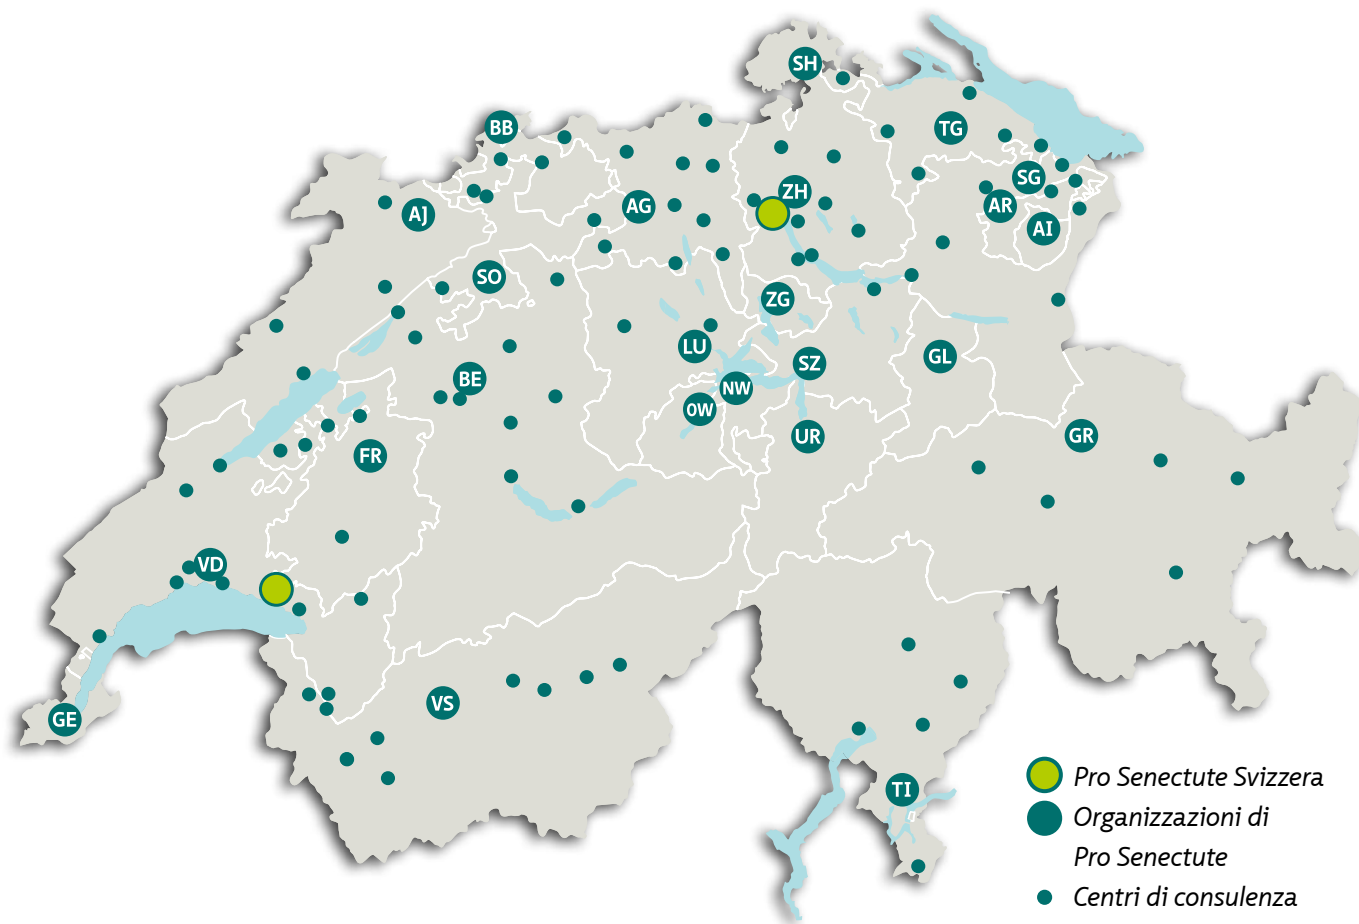 SH
BB
TG
SG
ZH
AR
AG
AJ
AI
SO
ZG
LU
GL
SZ
BE
NW
OW
UR
GR
FR
VD
VS
GE
TI
Pro Senectute Svizzera
Organizzazioni di
Pro Senectute
Centri di consulenza